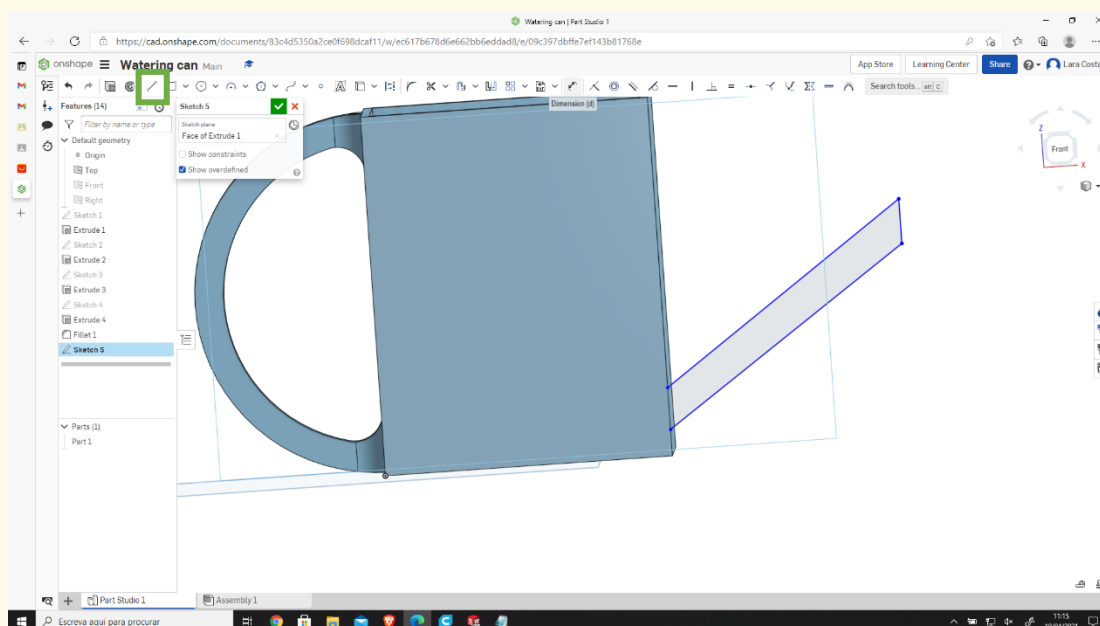 Watering can | Part Studio 1
https://cad.onshape.com/documents/83c4d5350a2ce0f698dcaf11/w/ec617b678d6e662bb6eddad8/e/09c397dbffe7ef143b81768e
onshape Watering can Main App Store Learning Center Share Lara Costa
Search tools... alt C
Features (14) Sketch 5 Dimension (d)
Filter by name or type
Sketch plane
Face of Extrude 1
Show constraints
Show overdefined
Default geometry
Origin
Top
Front
Right
Sketch 1
Extrude 1
Sketch 2
Extrude 2
Sketch 3
Extrude 3
Sketch 4
Extrude 4
Fillet 1
Sketch 5
Parts (1)
Part 1
Z
Front
X
Part Studio 1 Assembly 1
Escreva aqui para procurar 11:15